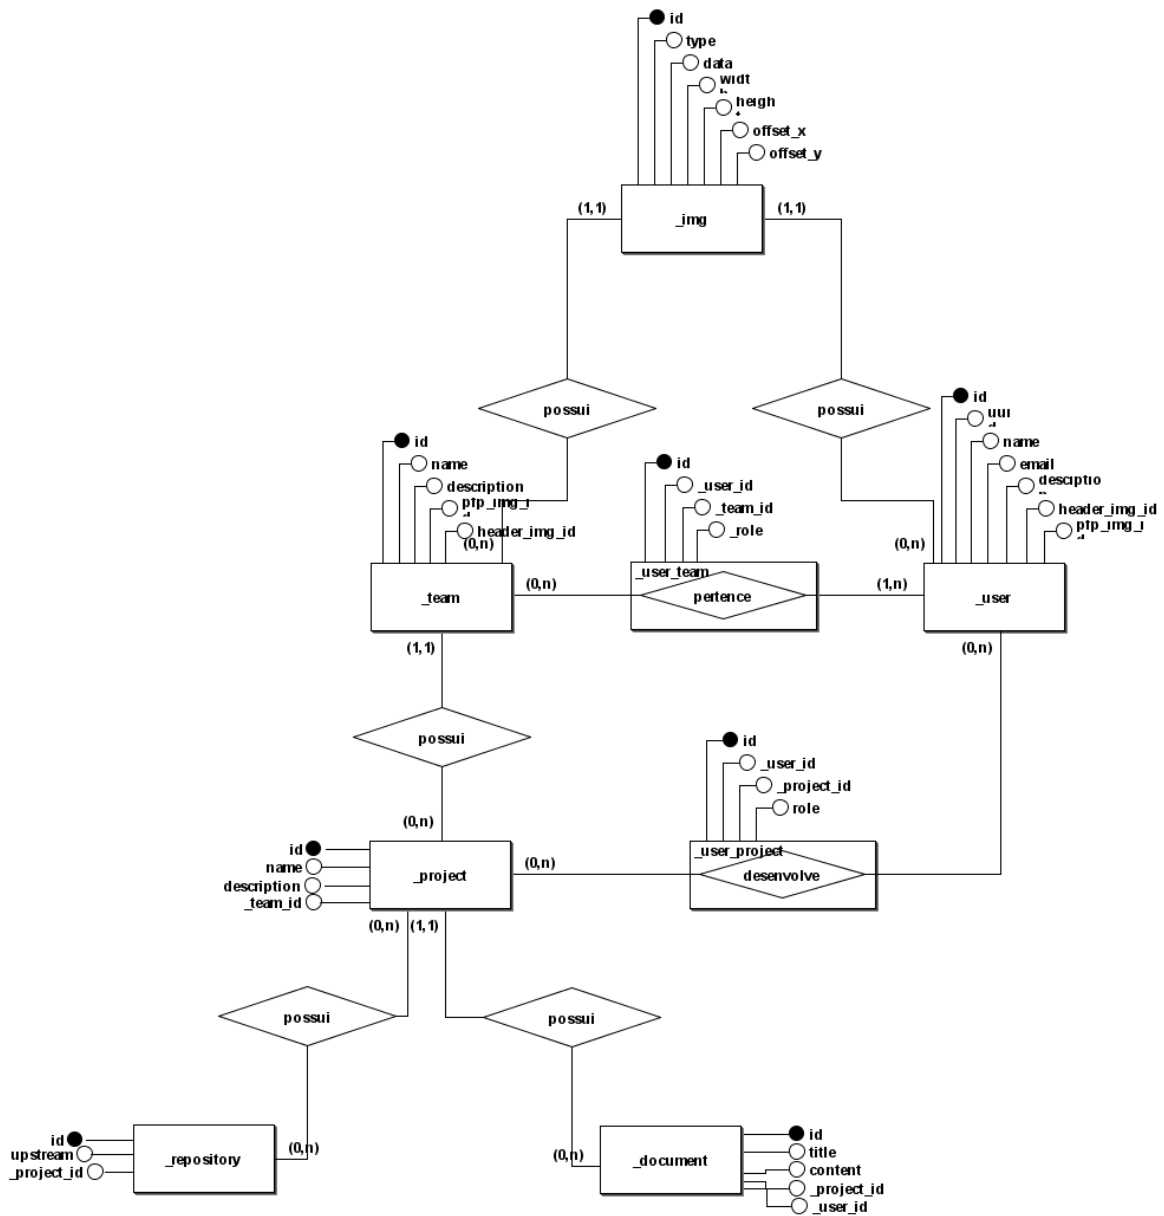 id
type
data
offset_x
offset_y
(1,1)
_img
(1,1)
possui
possui
id
name
description
header_img_id
(0,n)
id
_user_id
_team_id
_role
id
name
email
header_img_id
(0,n)
_team
(0,n)
_user_team
pertence
(1,n)
_user
(1,1)
(0,n)
possui
id
_user_id
_project_id
role
(0,n)
id
name
description
_team_id
_project
(0,n)
_user_project
desenvolve
(0,n)
(1,1)
possui
possui
id
upstream
_project_id
_repository
(0,n)
(0,n)
_document
id
title
content
_project_id
_user_id